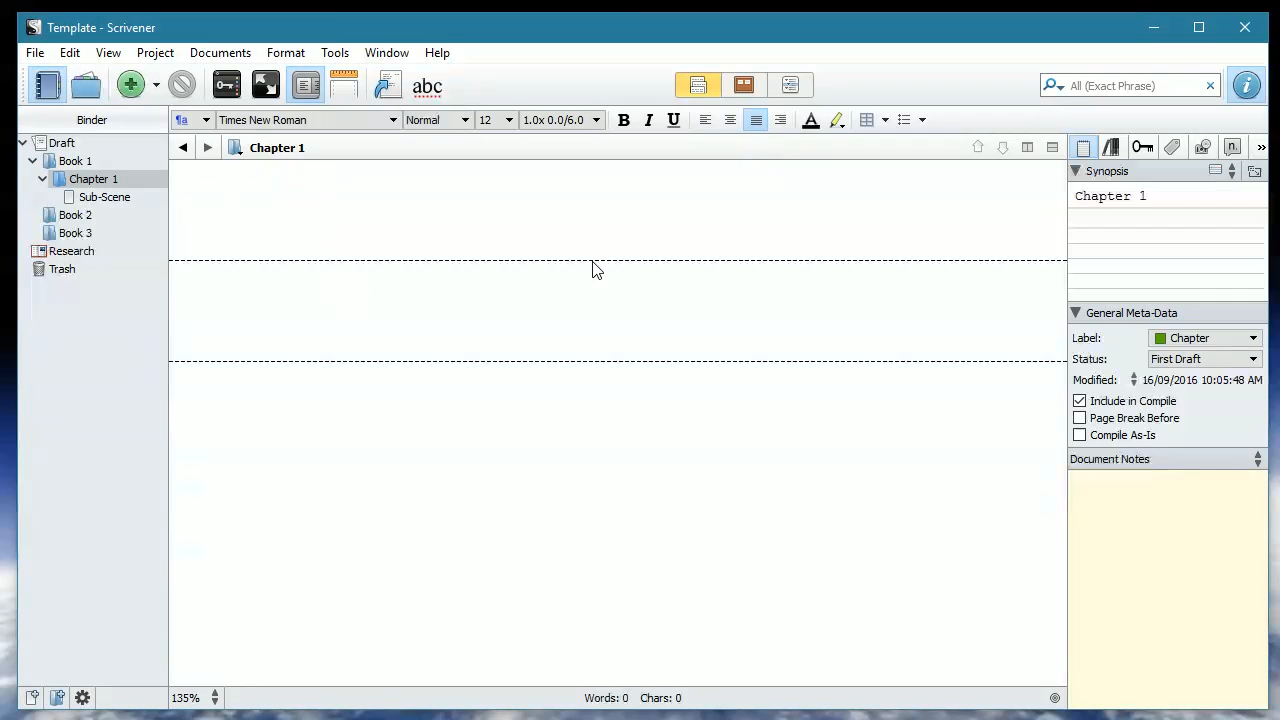 Template - Scrivener
File Edit View Project Documents Format Tools Window Help
abc
All (Exact Phrase)
Binder
¶a Times New Roman Normal 12 1.0x 0.0/6.0 B I U A
Draft
Book 1
Chapter 1
Sub-Scene
Book 2
Book 3
Research
Trash
Chapter 1
n. »
Synopsis
Chapter 1
General Meta-Data
Label: Chapter
Status: First Draft
Modified: 16/09/2016 10:05:48 AM
Include in Compile
Page Break Before
Compile As-Is
Document Notes
135% Words: 0 Chars: 0